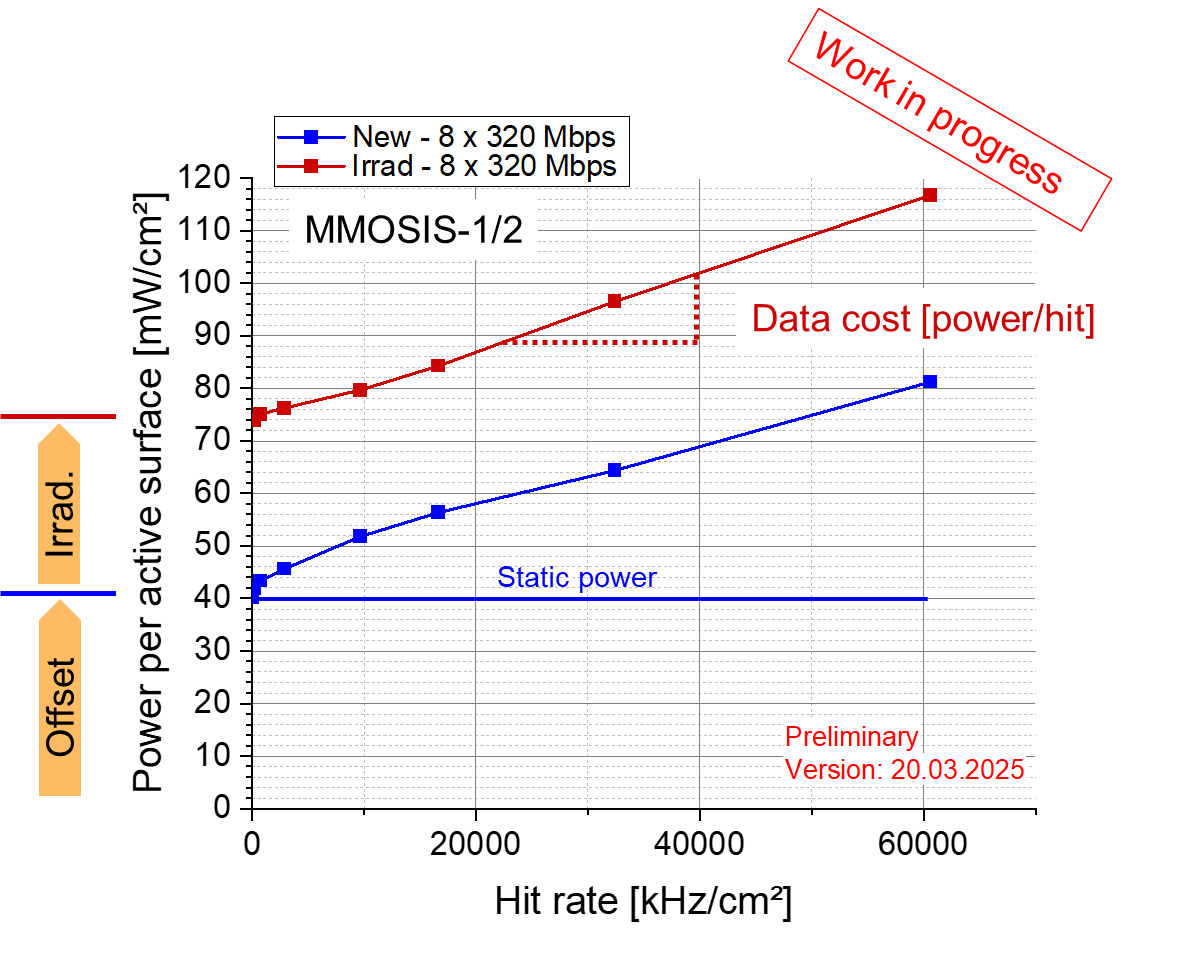 Work in progress
New - 8 x 320 Mbps
Irrad - 8 x 320 Mbps
MMOSIS-1/2
120
110
100
90
80
70
60
50
40
30
20
10
0
Power per active surface [mW/cm²]
Data cost [power/hit]
Irrad.
Offset
Static power
Preliminary
Version: 20.03.2025
0 20000 40000 60000
Hit rate [kHz/cm²]